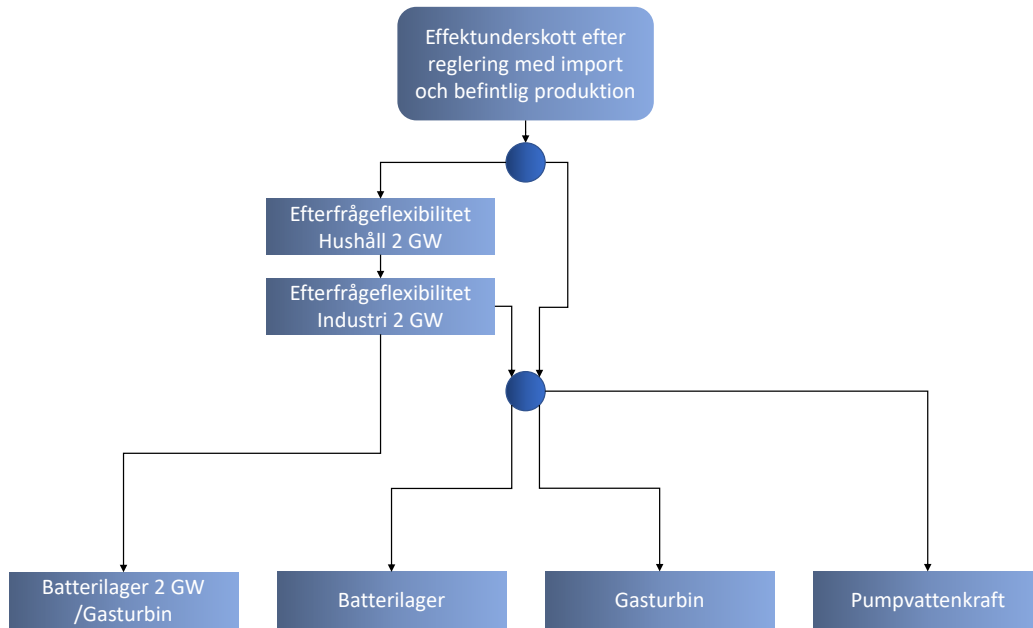 Effektunderskott efter
reglering med import
och befintlig produktion
Efterfrågeflexibilitet
Hushåll 2 GW
Efterfrågeflexibilitet
Industri 2 GW
Batterilager 2 GW
/Gasturbin
Batterilager
Gasturbin
Pumpvattenkraft